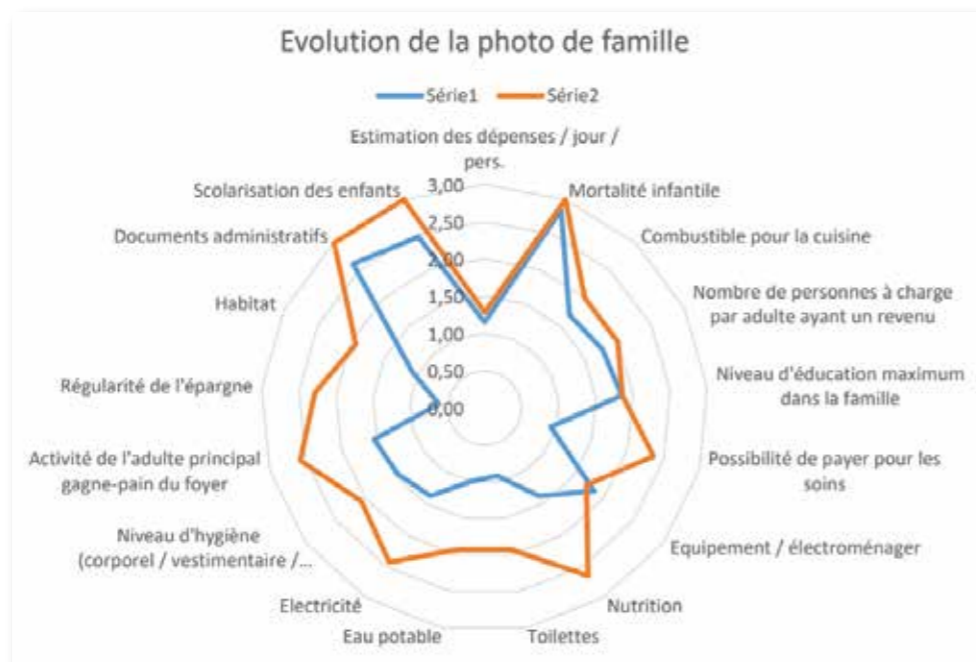 Evolution de la photo de famille
Série1
Série2
Estimation des dépenses / jour /
pers.
Mortalité infantile
Combustible pour la cuisine
Nombre de personnes à charge
par adulte ayant un revenu
Niveau d'éducation maximum
dans la famille
Possibilité de payer pour les
soins
Equipement / électroménager
Nutrition
Toilettes
Eau potable
Electricité
Niveau d'hygiène
(corporel / vestimentaire /...
Activité de l'adulte principal
gagne-pain du foyer
Régularité de l'épargne
Habitat
Documents administratifs
Scolarisation des enfants
3,00
2,50
2,00
1,50
1,00
0,50
0,00